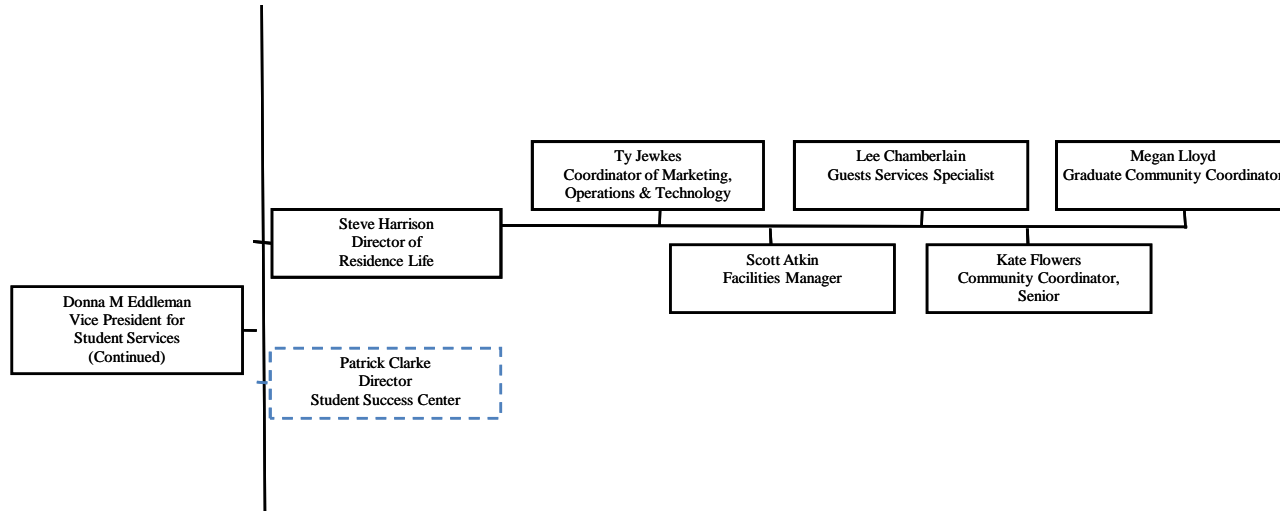 Ty Jewkes
Coordinator of Marketing,
Operations & Technology
Lee Chamberlain
Guests Services Specialist
Megan Lloyd
Graduate Community Coordinator
Steve Harrison
Director of
Residence Life
Scott Atkin
Facilities Manager
Kate Flowers
Community Coordinator,
Senior
Donna M Eddleman
Vice President for
Student Services
(Continued)
Patrick Clarke
Director
Student Success Center